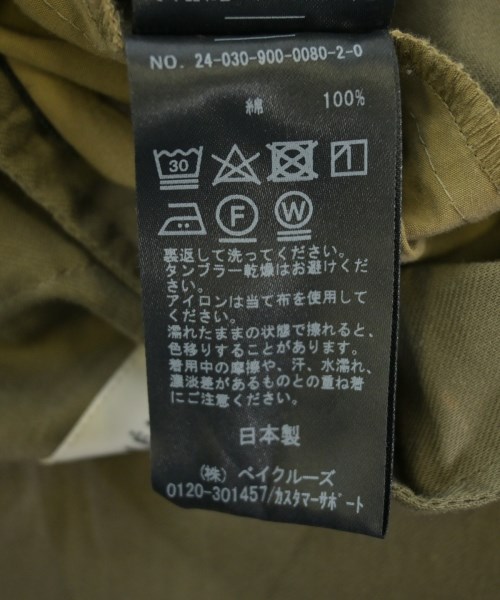 NO. 24-030-900-0080-2-0
綿 100%
30
F W
裏返して洗ってください。
タンブラー乾燥はお避けくだ
さい。
アイロンは当て布を使用して
ください。
濡れたままの状態で擦れると、
色移りすることがあります。
着用中の摩擦や、汗、水濡れ、
濃淡差があるものとの重ね着
にご注意ください。
日本製
(株) ベイクルーズ
0120-301457/カスタマーサポート